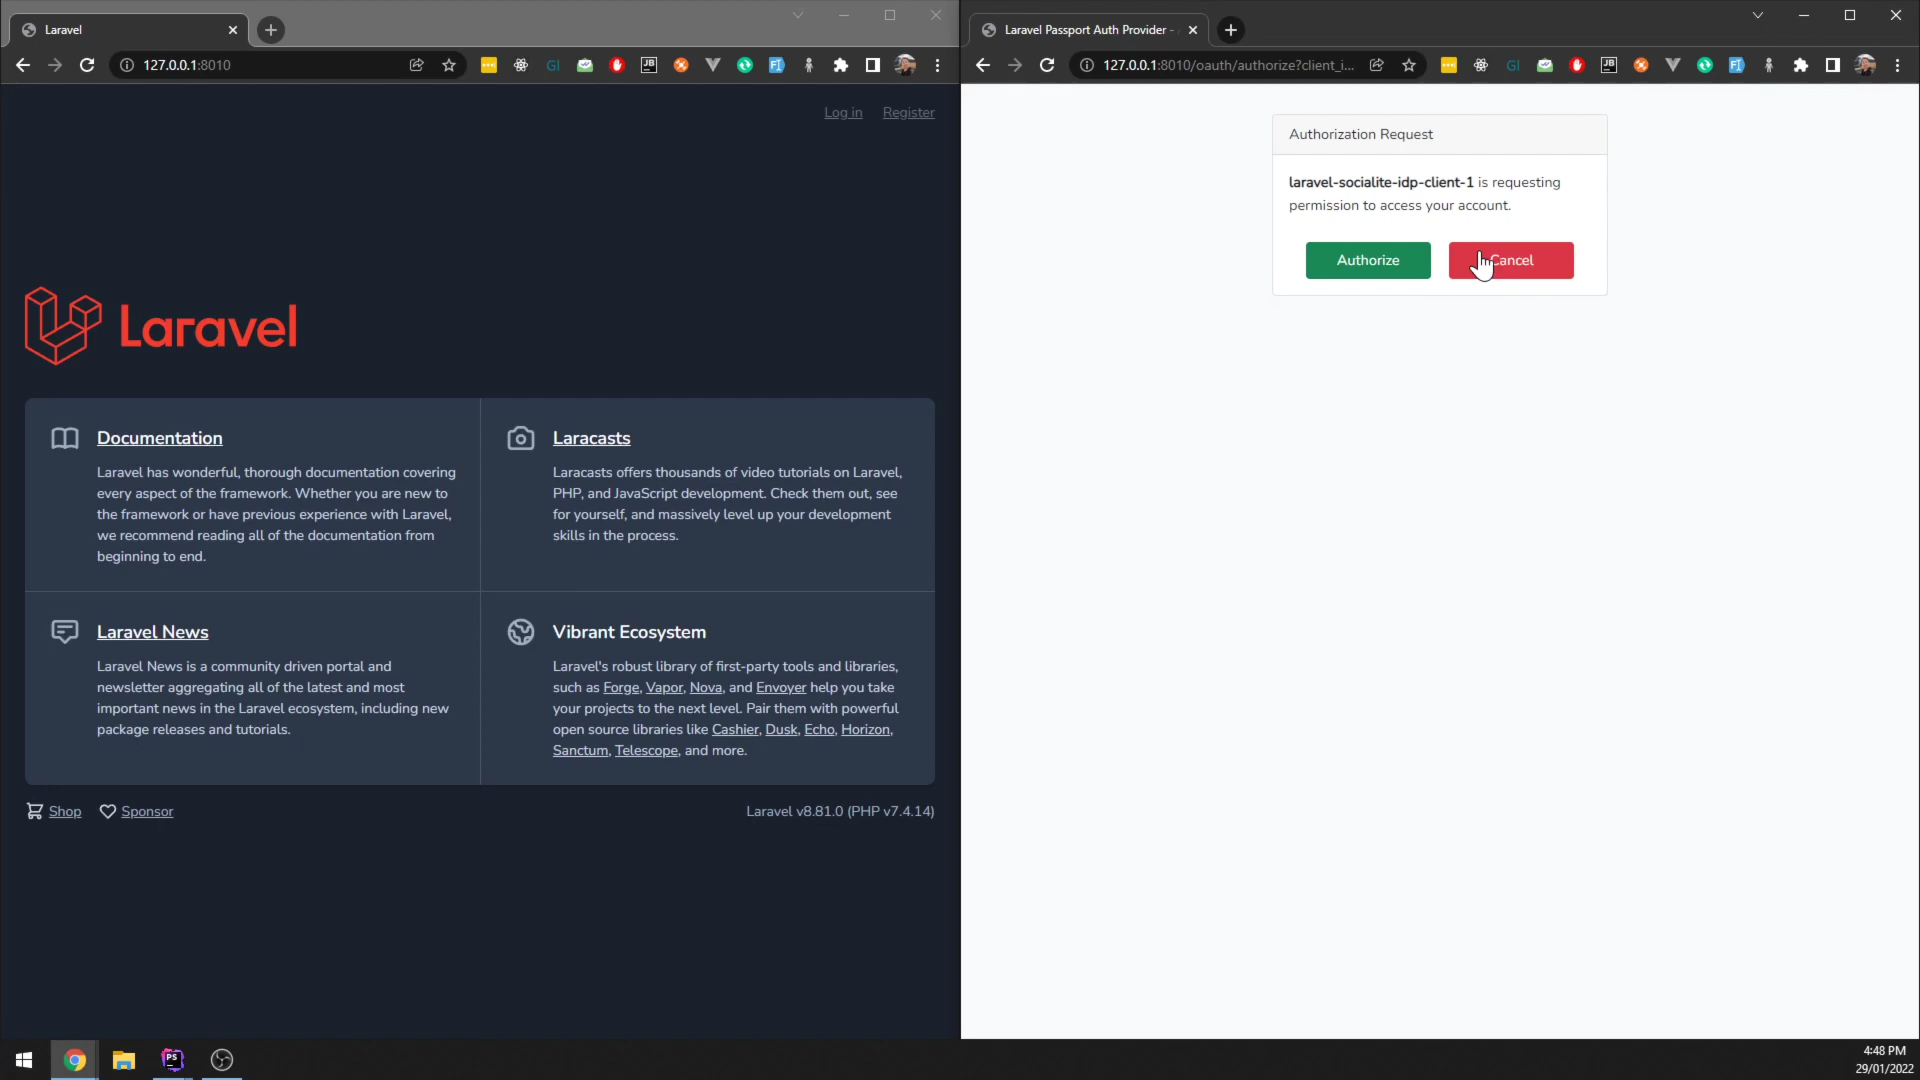 Laravel
127.0.0.1:8010
Log in Register
Laravel
Documentation
Laravel has wonderful, thorough documentation covering
every aspect of the framework. Whether you are new to
the framework or have previous experience with Laravel,
we recommend reading all of the documentation from
beginning to end.
Laracasts
Laracasts offers thousands of video tutorials on Laravel,
PHP, and JavaScript development. Check them out, see
for yourself, and massively level up your development
skills in the process.
Laravel News
Laravel News is a community driven portal and
newsletter aggregating all of the latest and most
important news in the Laravel ecosystem, including new
package releases and tutorials.
Vibrant Ecosystem
Laravel's robust library of first-party tools and libraries,
such as Forge, Vapor, Nova, and Envoyer help you take
your projects to the next level. Pair them with powerful
open source libraries like Cashier, Dusk, Echo, Horizon,
Sanctum, Telescope, and more.
Shop Sponsor
Laravel v8.81.0 (PHP v7.4.14)
Laravel Passport Auth Provider -
127.0.0.1:8010/oauth/authorize?client_i...
Authorization Request
laravel-socialite-idp-client-1 is requesting
permission to access your account.
Authorize Cancel
GI JB FI
GI JB FI
PS
4:48 PM
29/01/2022